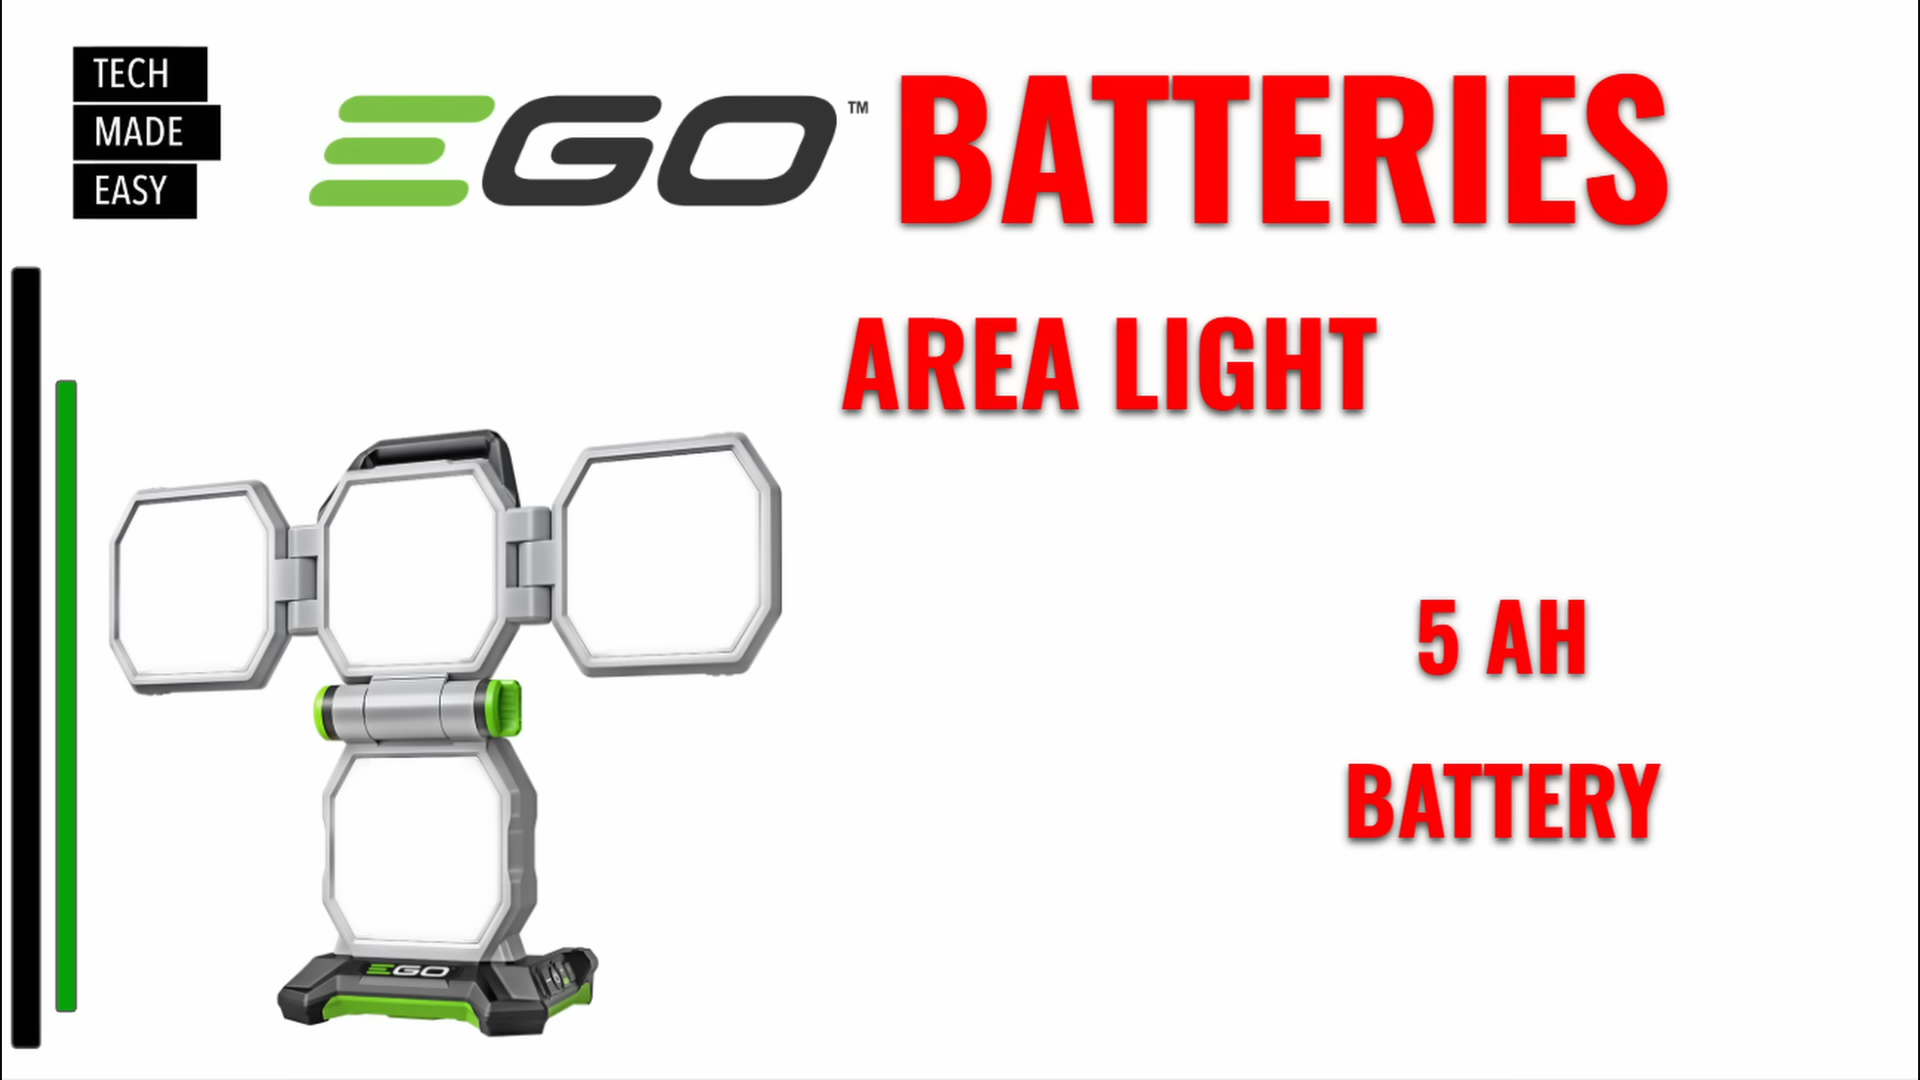 TECH
MADE
EASY
EGO™ BATTERIES
AREA LIGHT
5 AH
BATTERY
EGO